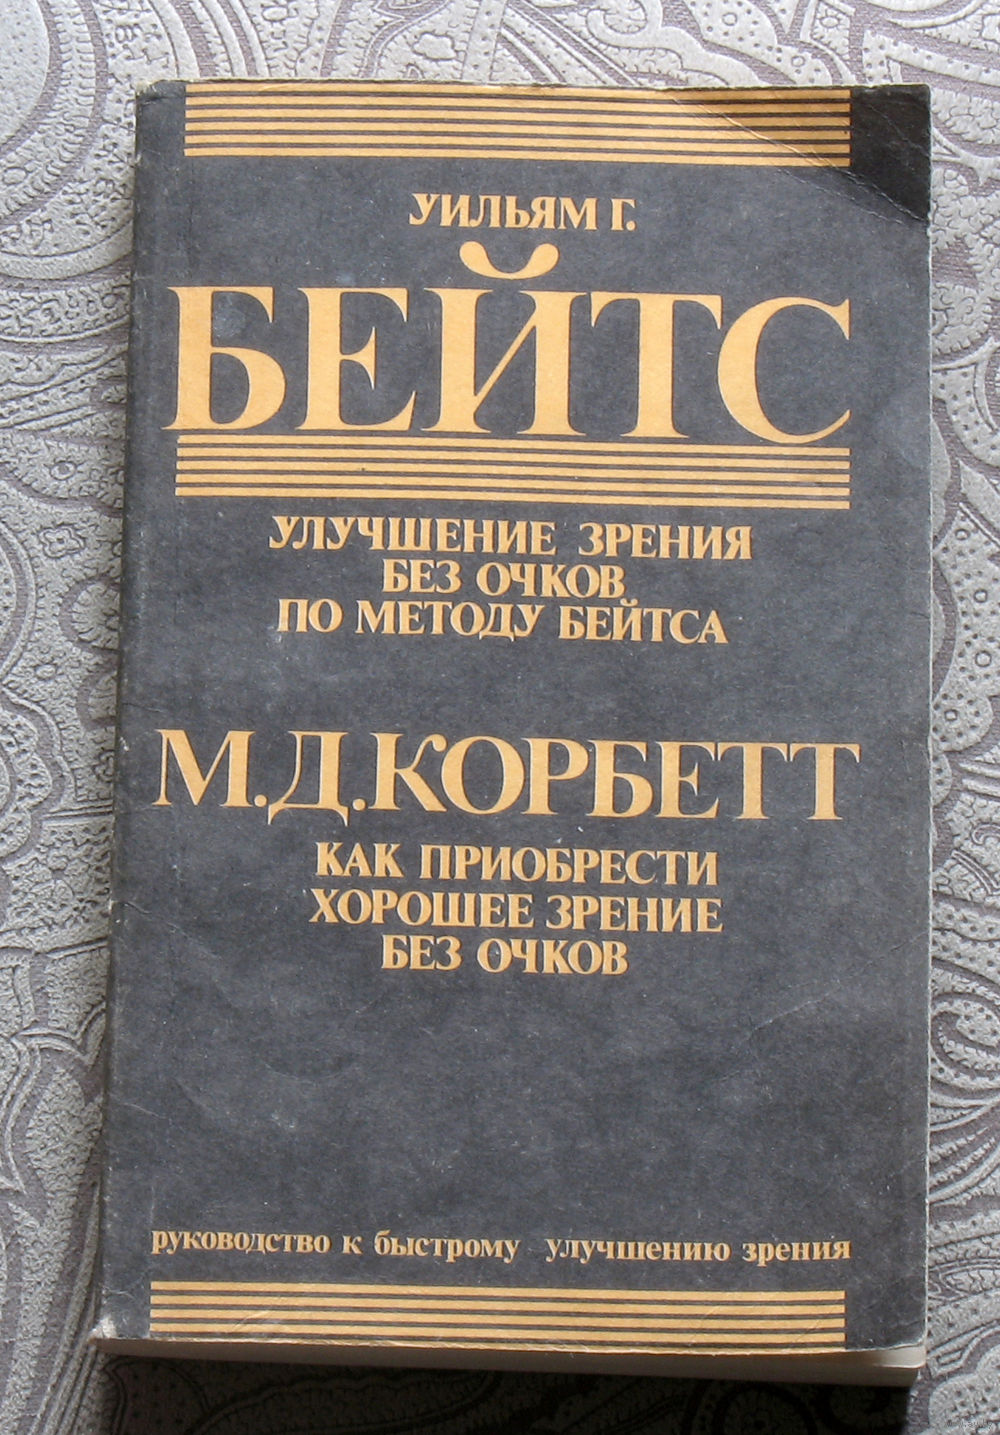 УИЛЬЯМ Г.
БЕЙТС
УЛУЧШЕНИЕ ЗРЕНИЯ
БЕЗ ОЧКОВ
ПО МЕТОДУ БЕЙТСА
М.Д.КОРБЕТТ
КАК ПРИОБРЕСТИ
ХОРОШЕЕ ЗРЕНИЕ
БЕЗ ОЧКОВ
руководство к быстрому улучшению зрения